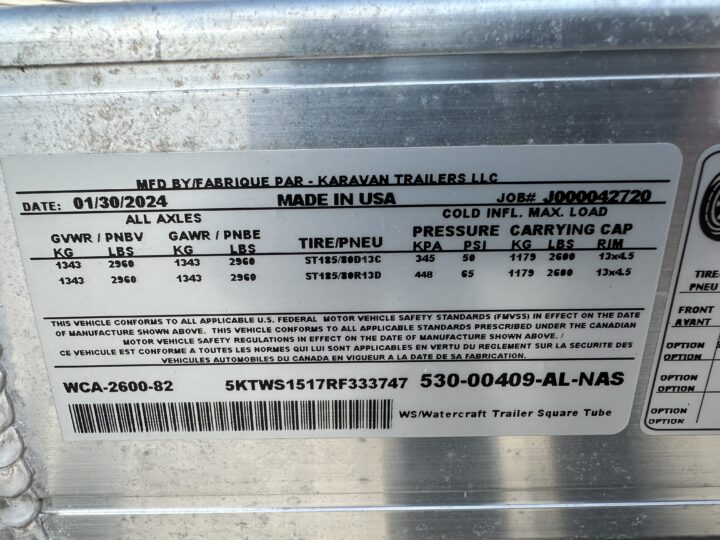 MFD BY/FABRIQUE PAR - KARAVAN TRAILERS LLC
DATE: 01/30/2024 MADE IN USA JOB# J000042720
ALL AXLES COLD INFL. MAX. LOAD
GVWR / PNBV GAWR / PNBE TIRE/PNEU PRESSURE CARRYING CAP
KG LBS KG LBS KPA PSI KG LBS RIM
1343 2960 1343 2960 ST185/80D13C 345 50 1179 2600 13x4.5
1343 2960 1343 2960 ST185/80R13D 448 65 1179 2600 13x4.5
THIS VEHICLE CONFORMS TO ALL APPLICABLE U.S. FEDERAL MOTOR VEHICLE SAFETY STANDARDS (FMVSS) IN EFFECT ON THE DATE
OF MANUFACTURE SHOWN ABOVE. THIS VEHICLE CONFORMS TO ALL APPLICABLE STANDARDS PRESCRIBED UNDER THE CANADIAN
MOTOR VEHICLE SAFETY REGULATIONS IN EFFECT ON THE DATE OF MANUFACTURE SHOWN ABOVE. /
CE VEHICULE EST CONFORME A TOUTES LES NORMES QUI LUI SONT APPLICABLES EN VERTU DU REGLEMENT SUR LA SECURITE DES
VEHICULES AUTOMOBILES DU CANADA EN VIGUEUR A LA DATE DE SA FABRICATION.
WCA-2600-82 5KTWS1517RF333747 530-00409-AL-NAS
WS/Watercraft Trailer Square Tube
TIRE
PNEU
FRONT
AVANT
OPTION
OPTION
OPTION
OPTION